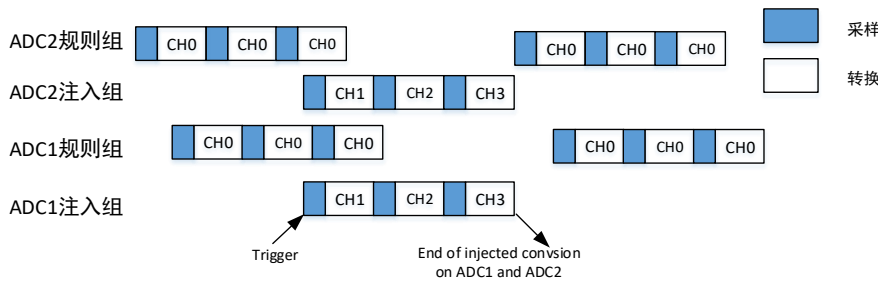 ADC2规则组 CH0 CH0 CH0 CH0 CH0 CH0 采样
ADC2注入组 CH1 CH2 CH3 转换
ADC1规则组 CH0 CH0 CH0 CH0 CH0 CH0
ADC1注入组 CH1 CH2 CH3
Trigger
End of injected convsion
on ADC1 and ADC2